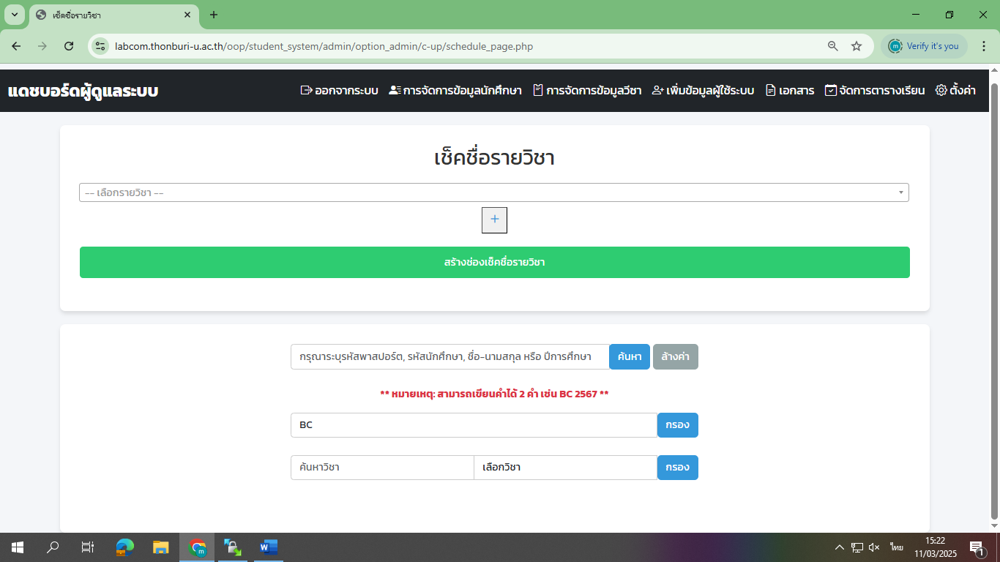 เช็คชื่อรายวิชา
labcom.thonburi-u.ac.th/oop/student_system/admin/option_admin/c-up/schedule_page.php
m Verify it's you
แดชบอร์ดผู้ดูแลระบบ ออกจากระบบ การจัดการข้อมูลนักศึกษา การจัดการข้อมูลวีชา เพิ่มข้อมูลผู้ใช้ระบบ เอกสาร จัดการตารางเรียน ตั้งค่า
เช็คชื่อรายวิชา
-- เลือกรายวิชา --
+
สร้างช่องเช็คชื่อรายวิชา
กรุณาระบุรหัสพาสปอร์ต, รหัสนักศึกษา, ชื่อ-นามสกุล หรือ ปีการศึกษา ค้นหา ล้างค่า
** หมายเหตุ: สามารถเขียนคำได้ 2 คำ เช่น BC 2567 **
BC กรอง
ค้นหาวิชา เลือกวิชา กรอง
m W ไทย 15:22
11/03/2025 1